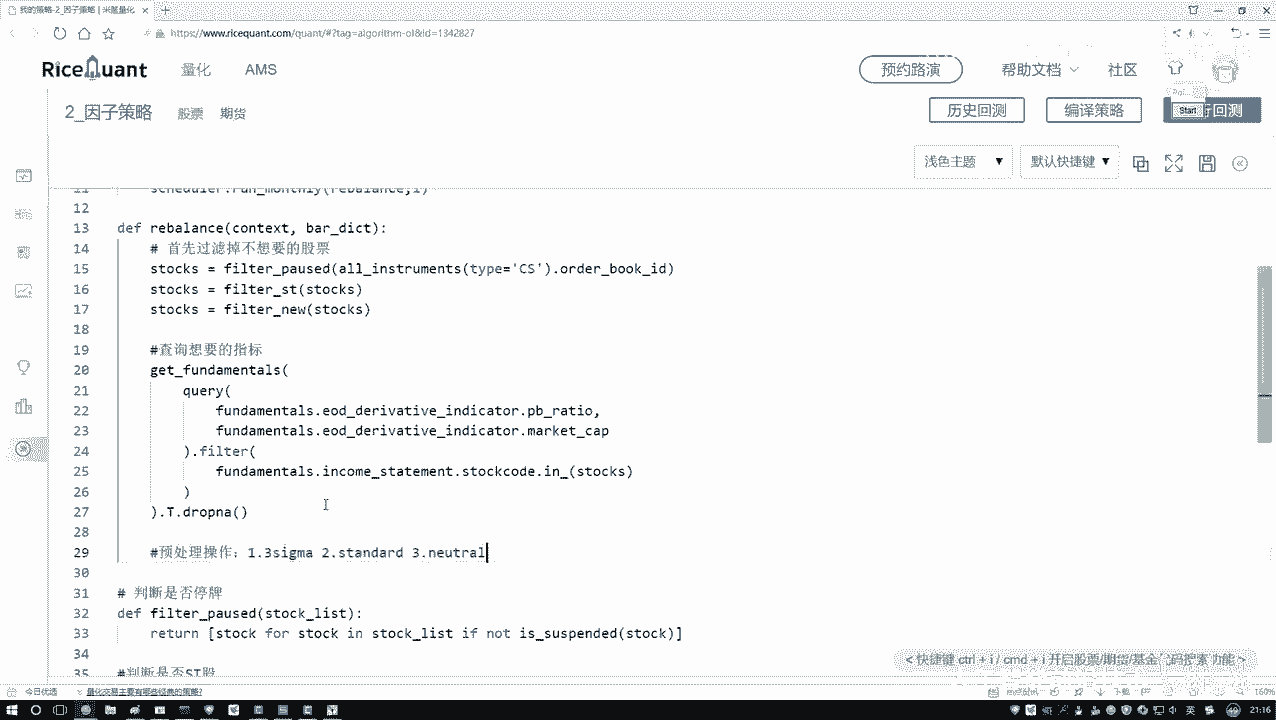 我的策略-2_因子策略 | 米筐量化
https://www.ricequant.com/quant/#?tag=algorithm-ol&id=1342827
RiceQuant 量化 AMS 预约路演 帮助文档 社区
2_因子策略 股票 期货 历史回测 编译策略 Start 回测
浅色主题 默认快捷键
11 scheduler.run_monthly(rebalance,1)
12
13 def rebalance(context, bar_dict):
14 # 首先过滤掉不想要的股票
15 stocks = filter_paused(all_instruments(type='CS').order_book_id)
16 stocks = filter_st(stocks)
17 stocks = filter_new(stocks)
18
19 #查询想要的指标
20 get_fundamentals(
21 query(
22 fundamentals.eod_derivative_indicator.pb_ratio,
23 fundamentals.eod_derivative_indicator.market_cap
24 ).filter(
25 fundamentals.income_statement.stockcode.in_(stocks)
26 )
27 ).T.dropna()
28
29 #预处理操作：1.3sigma 2.standard 3.neutral
30
31 # 判断是否停牌
32 def filter_paused(stock_list):
33 return [stock for stock in stock_list if not is_suspended(stock)]
34
35 #判断是否ST股
<快捷键 ctrl + i / cmd + i 开启股票/期货/基金代码搜索功能>
今日优选 量化交易主要有哪些经典的策略?
160%
英 21:16